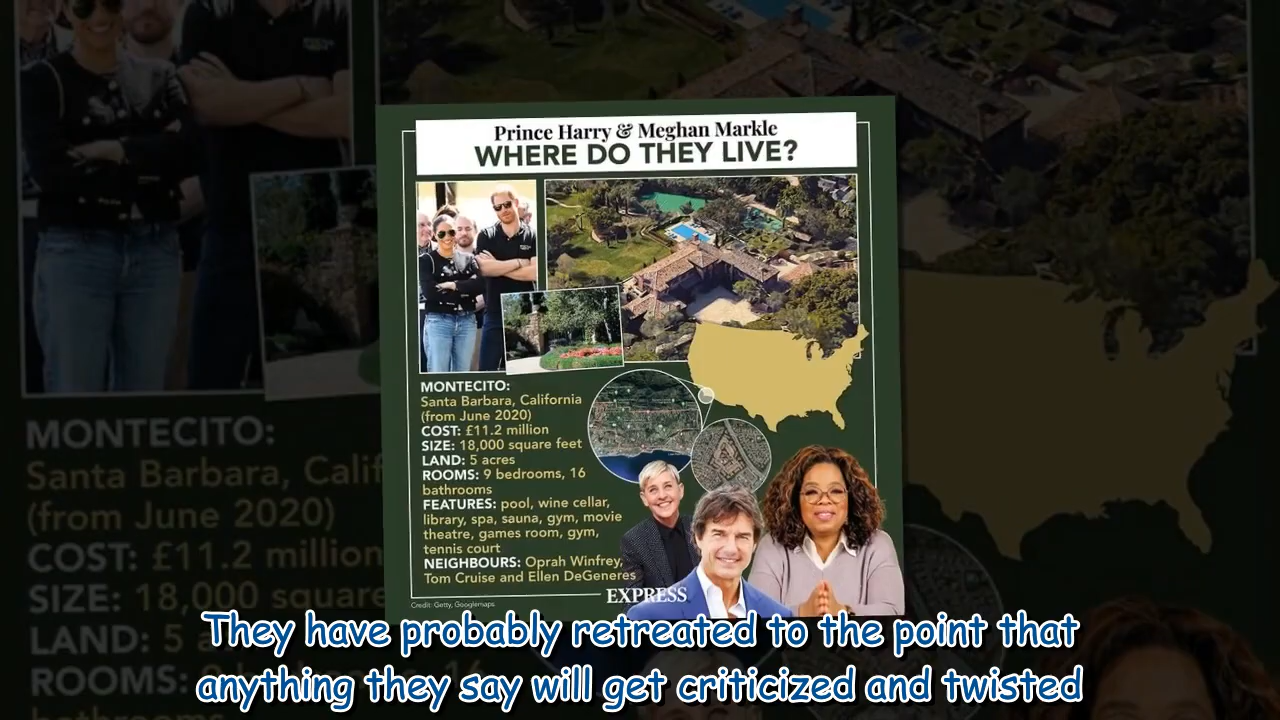 Prince Harry & Meghan Markle
WHERE DO THEY LIVE?
MONTECITO:
Santa Barbara, California
(from June 2020)
COST: £11.2 million
SIZE: 18,000 square feet
LAND: 5 acres
ROOMS: 9 bedrooms, 16
bathrooms
FEATURES: pool, wine cellar,
library, spa, sauna, gym, movie
theatre, games room, gym,
tennis court
NEIGHBOURS: Oprah Winfrey,
Tom Cruise and Ellen DeGeneres
EXPRESS
Credit: Getty, Googlemaps
MONTECITO:
Santa Barbara, Calif
(from June 2020)
COST: £11.2 million
SIZE: 18,000 square
LAND: 5 a
ROOMS: 9 bedrooms, 16
bathrooms
They have probably retreated to the point that
anything they say will get criticized and twisted